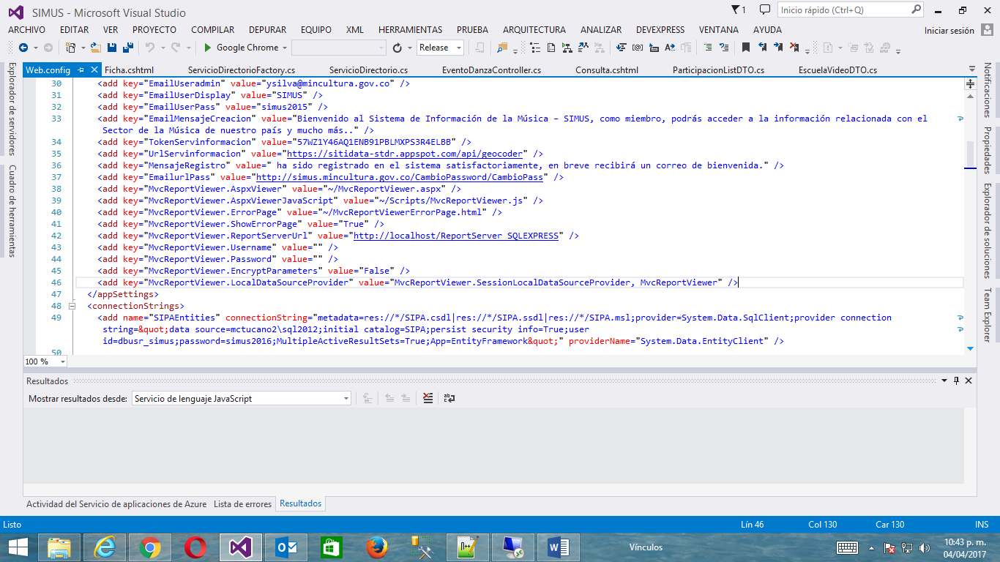 SIMUS - Microsoft Visual Studio
1
Inicio rápido (Ctrl+Q)
ARCHIVO EDITAR VER PROYECTO COMPILAR DEPURAR EQUIPO XML HERRAMIENTAS PRUEBA ARQUITECTURA ANALIZAR DEVEXPRESS VENTANA AYUDA
Iniciar sesión
Google Chrome
Release
Explorador de servidores
Cuadro de herramientas
Web.config Ficha.cshtml ServicioDirectorioFactory.cs ServicioDirectorio.cs EventoDanzaController.cs Consulta.cshtml ParticipacionListDTO.cs EscuelaVideoDTO.cs
30 <add key="EmailUseradmin" value="ysilva@mincultura.gov.co" />
31 <add key="EmailUserDisplay" value="SIMUS" />
32 <add key="EmailUserPass" value="simus2015" />
33 <add key="EmailMensajeCreacion" value="Bienvenido al Sistema de Información de la Música – SIMUS, como miembro, podrás acceder a la información relacionada con el
Sector de la Música de nuestro país y mucho más.." />
34 <add key="TokenServinformacion" value="57WZ1Y46AQ1ENB91PBLMXPS3R4ELBB" />
35 <add key="UrlServinformacion" value="https://sitidata-stdr.appspot.com/api/geocoder" />
36 <add key="MensajeRegistro" value=" ha sido registrado en el sistema satisfactoriamente, en breve recibirá un correo de bienvenida." />
37 <add key="EmailurlPass" value="http://simus.mincultura.gov.co/CambioPassword/CambioPass" />
38 <add key="MvcReportViewer.AspxViewer" value="~/MvcReportViewer.aspx" />
39 <add key="MvcReportViewer.AspxViewerJavaScript" value="~/Scripts/MvcReportViewer.js" />
40 <add key="MvcReportViewer.ErrorPage" value="~/MvcReportViewerErrorPage.html" />
41 <add key="MvcReportViewer.ShowErrorPage" value="True" />
42 <add key="MvcReportViewer.ReportServerUrl" value="http://localhost/ReportServer_SQLEXPRESS" />
43 <add key="MvcReportViewer.Username" value="" />
44 <add key="MvcReportViewer.Password" value="" />
45 <add key="MvcReportViewer.EncryptParameters" value="False" />
46 <add key="MvcReportViewer.LocalDataSourceProvider" value="MvcReportViewer.SessionLocalDataSourceProvider, MvcReportViewer" />
47 </appSettings>
48 <connectionStrings>
49 <add name="SIPAEntities" connectionString="metadata=res://*/SIPA.csdl|res://*/SIPA.ssdl|res://*/SIPA.msl;provider=System.Data.SqlClient;provider connection
string=&quot;data source=mctucano2\sql2012;initial catalog=SIPA;persist security info=True;user
id=dbusr_simus;password=simus2016;MultipleActiveResultSets=True;App=EntityFramework&quot;" providerName="System.Data.EntityClient" />
50
100 %
Notificaciones
Propiedades
Explorador de soluciones
Team Explorer
Resultados
Mostrar resultados desde: Servicio de lenguaje JavaScript
Actividad del Servicio de aplicaciones de Azure Lista de errores Resultados
Listo
Lín 46 Col 130 Car 130 INS
Vínculos
10:43 p. m.
04/04/2017